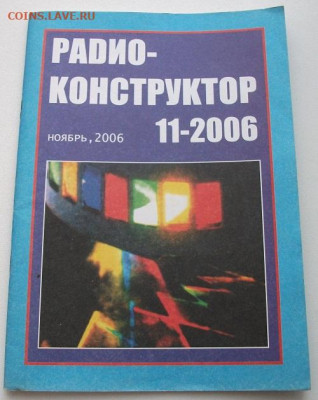 COINS.LAVE.RU
РАДИО-
КОНСТРУКТОР
НОЯБРЬ, 2006 11-2006